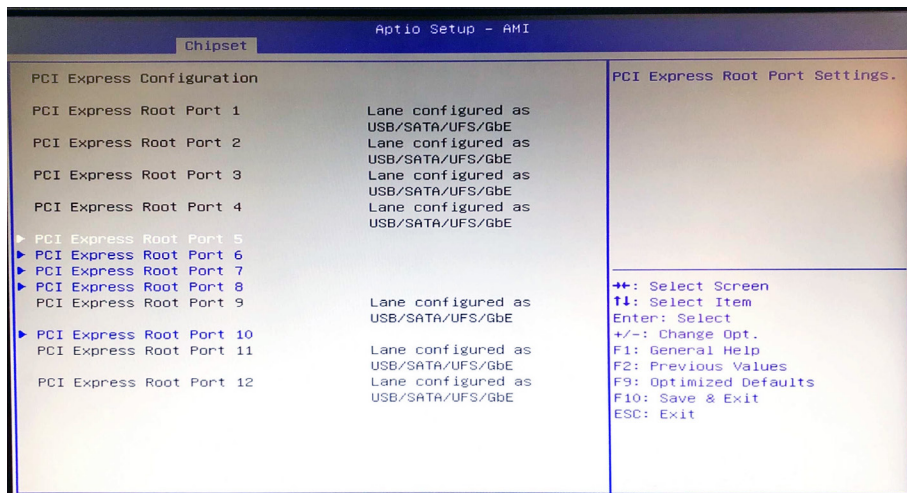 Aptio Setup - AMI
Chipset
PCI Express Configuration
PCI Express Root Port 1 Lane configured as
USB/SATA/UFS/GbE
PCI Express Root Port 2 Lane configured as
USB/SATA/UFS/GbE
PCI Express Root Port 3 Lane configured as
USB/SATA/UFS/GbE
PCI Express Root Port 4 Lane configured as
USB/SATA/UFS/GbE
▶ PCI Express Root Port 5
▶ PCI Express Root Port 6
▶ PCI Express Root Port 7
▶ PCI Express Root Port 8
PCI Express Root Port 9 Lane configured as
USB/SATA/UFS/GbE
▶ PCI Express Root Port 10
PCI Express Root Port 11 Lane configured as
USB/SATA/UFS/GbE
PCI Express Root Port 12 Lane configured as
USB/SATA/UFS/GbE
PCI Express Root Port Settings.
→←: Select Screen
↑↓: Select Item
Enter: Select
+/-: Change Opt.
F1: General Help
F2: Previous Values
F9: Optimized Defaults
F10: Save & Exit
ESC: Exit